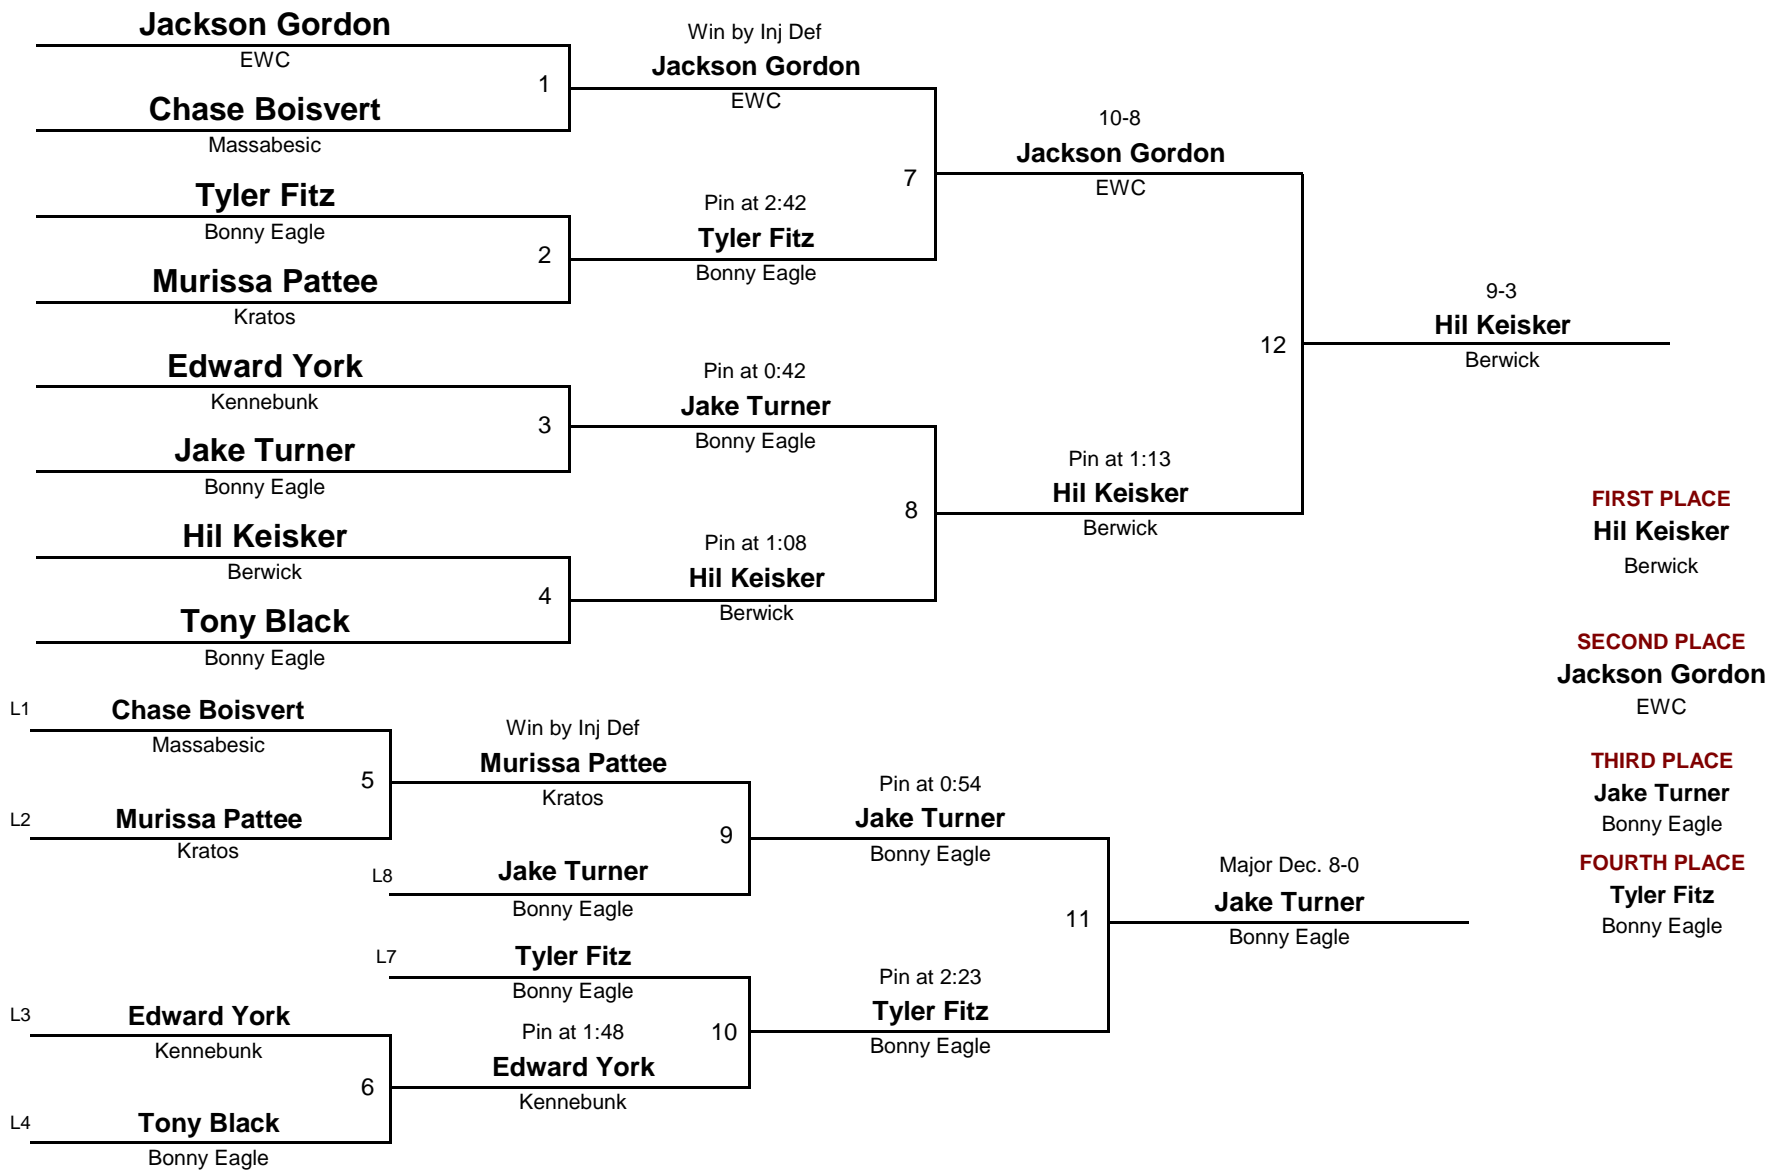 Jackson Gordon
EWC
1
Chase Boisvert
Massabesic
Tyler Fitz
Bonny Eagle
2
Murissa Pattee
Kratos
Edward York
Kennebunk
3
Jake Turner
Bonny Eagle
Hil Keisker
Berwick
4
Tony Black
Bonny Eagle
Win by Inj Def
Jackson Gordon
EWC
7
Pin at 2:42
Tyler Fitz
Bonny Eagle
Pin at 0:42
Jake Turner
Bonny Eagle
8
Pin at 1:08
Hil Keisker
Berwick
10-8
Jackson Gordon
EWC
12
Pin at 1:13
Hil Keisker
Berwick
9-3
Hil Keisker
Berwick
FIRST PLACE
Hil Keisker
Berwick
SECOND PLACE
Jackson Gordon
EWC
THIRD PLACE
Jake Turner
Bonny Eagle
FOURTH PLACE
Tyler Fitz
Bonny Eagle
L1
Chase Boisvert
Massabesic
5
L2
Murissa Pattee
Kratos
L3
Edward York
Kennebunk
6
L4
Tony Black
Bonny Eagle
Win by Inj Def
Murissa Pattee
Kratos
9
L8
Jake Turner
Bonny Eagle
L7
Tyler Fitz
Bonny Eagle
10
Pin at 1:48
Edward York
Kennebunk
Pin at 0:54
Jake Turner
Bonny Eagle
11
Pin at 2:23
Tyler Fitz
Bonny Eagle
Major Dec. 8-0
Jake Turner
Bonny Eagle